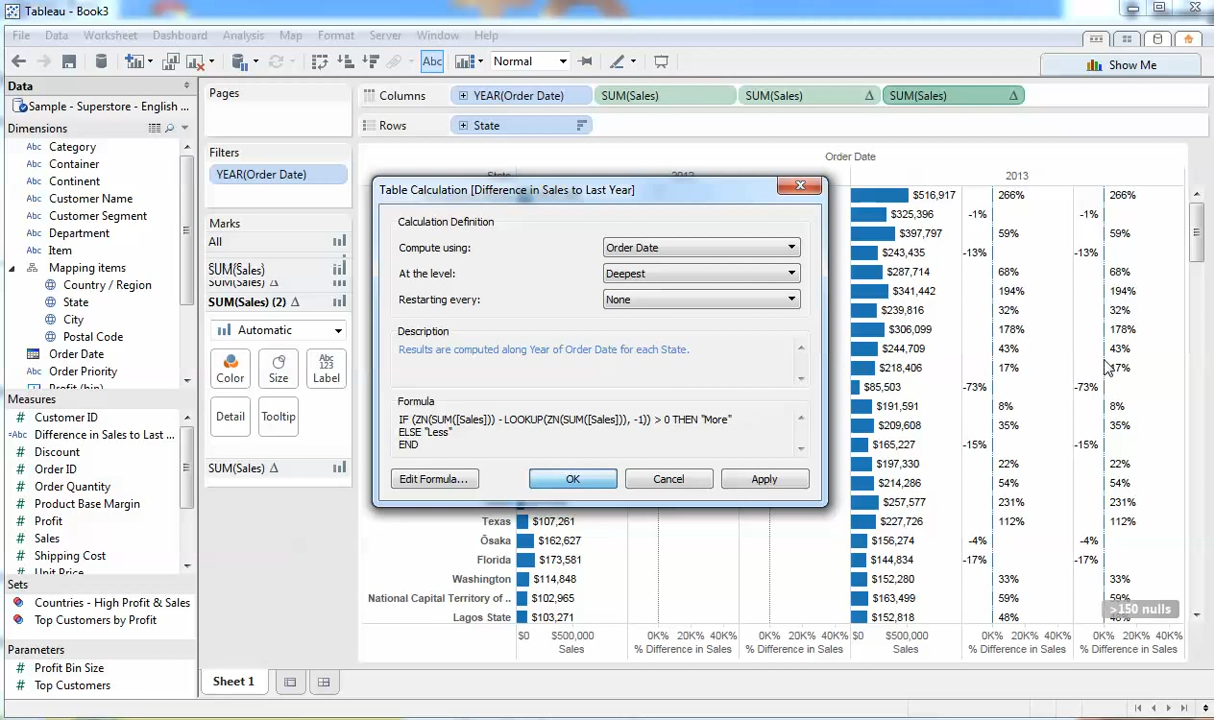 Tableau - Book3
File Data Worksheet Dashboard Analysis Map Format Server Window Help
Abc Normal Show Me
Data
Sample - Superstore - English ...
Dimensions
Abc Category
Abc Container
Abc Continent
Abc Customer Name
Abc Customer Segment
Abc Department
Abc Item
Mapping items
Country / Region
State
City
Postal Code
Order Date
Abc Order Priority
Profit (bin)
Measures
# Customer ID
=Abc Difference in Sales to Last ...
# Discount
# Order ID
# Order Quantity
# Product Base Margin
# Profit
# Sales
# Shipping Cost
# Unit Price
Sets
Countries - High Profit & Sales
Top Customers by Profit
Parameters
# Profit Bin Size
# Top Customers
Pages
Filters
YEAR(Order Date)
Marks
All
SUM(Sales)
SUM(Sales) Δ
SUM(Sales) (2) Δ
Automatic
Color Size Abc 123 Label
Detail Tooltip
SUM(Sales) Δ
Columns YEAR(Order Date) SUM(Sales) SUM(Sales) Δ SUM(Sales) Δ
Rows State
Order Date
State 2012 2013
Table Calculation [Difference in Sales to Last Year]
Calculation Definition
Compute using: Order Date
At the level: Deepest
Restarting every: None
Description
Results are computed along Year of Order Date for each State.
Formula
IF (ZN(SUM([Sales])) - LOOKUP(ZN(SUM([Sales])), -1)) > 0 THEN "More"
ELSE "Less"
END
Edit Formula... OK Cancel Apply
$516,917 266% 266%
$325,396 -1% -1%
$397,797 59% 59%
$243,435 -13% -13%
$287,714 68% 68%
$341,442 194% 194%
$239,816 32% 32%
$306,099 178% 178%
$244,709 43% 43%
$218,406 17% 17%
$85,503 -73% -73%
$191,591 8% 8%
$209,608 35% 35%
$165,227 -15% -15%
$197,330 22% 22%
$214,286 54% 54%
$257,577 231% 231%
Texas $107,261 $227,726 112% 112%
Ōsaka $162,627 $156,274 -4% -4%
Florida $173,581 $144,834 -17% -17%
Washington $114,848 $152,280 33% 33%
National Capital Territory of .. $102,965 $163,499 59% 59%
Lagos State $103,271 $152,818 48% 48%
>150 nulls
$0 $500,000 0K% 20K% 40K% 0K% 20K% 40K% $0 $500,000 0K% 20K% 40K% 0K% 20K% 40K%
Sales % Difference in Sales % Difference in Sales Sales % Difference in Sales % Difference in Sales
Sheet 1